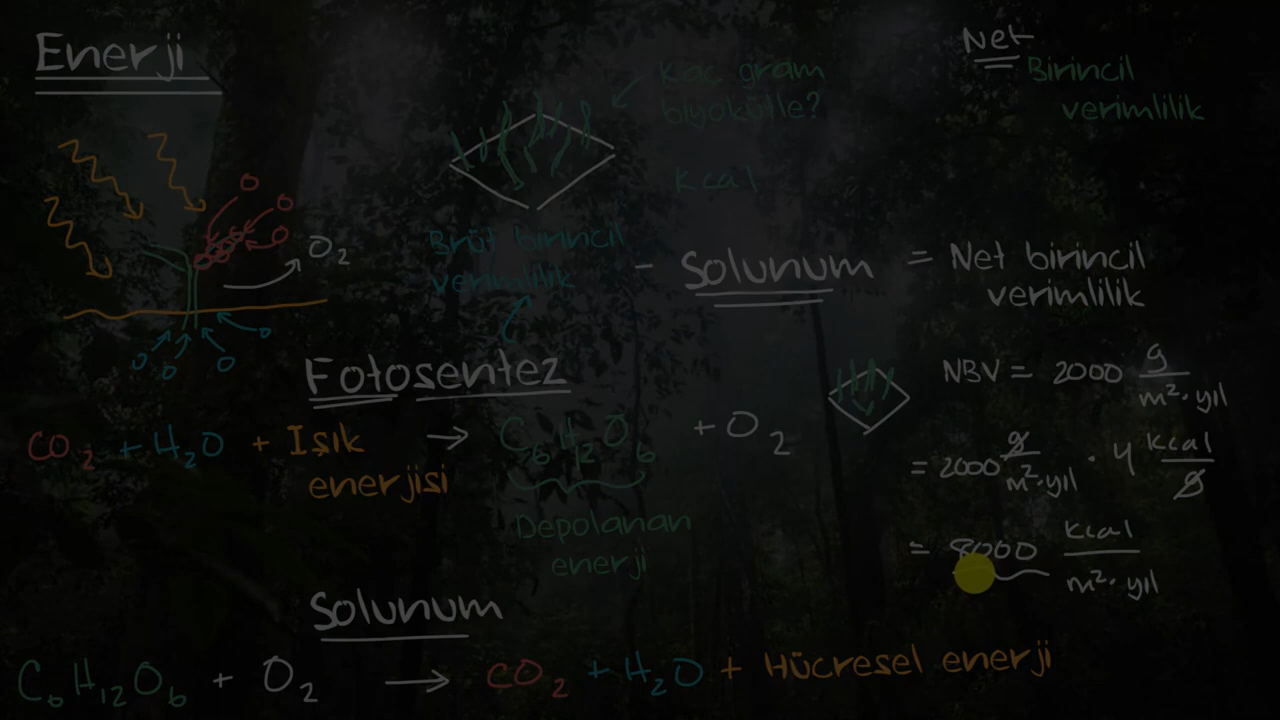 Enerji
Net
Birincil
verimlilik
Kaç gram
biyokütle?
kcal
O₂
Brüt birincil
verimlilik
- Solunum = Net birincil
verimlilik
Fotosentez
NBV = 2000 g/m²·yıl
CO₂ + H₂O + Işık
enerjisi
→ C₆H₁₂O₆ + O₂
= 2000 g/m²·yıl · 4 kcal/g
Depolanan
enerji
= 8000 kcal/m²·yıl
Solunum
C₆H₁₂O₆ + O₂ → CO₂ + H₂O + Hücresel enerji